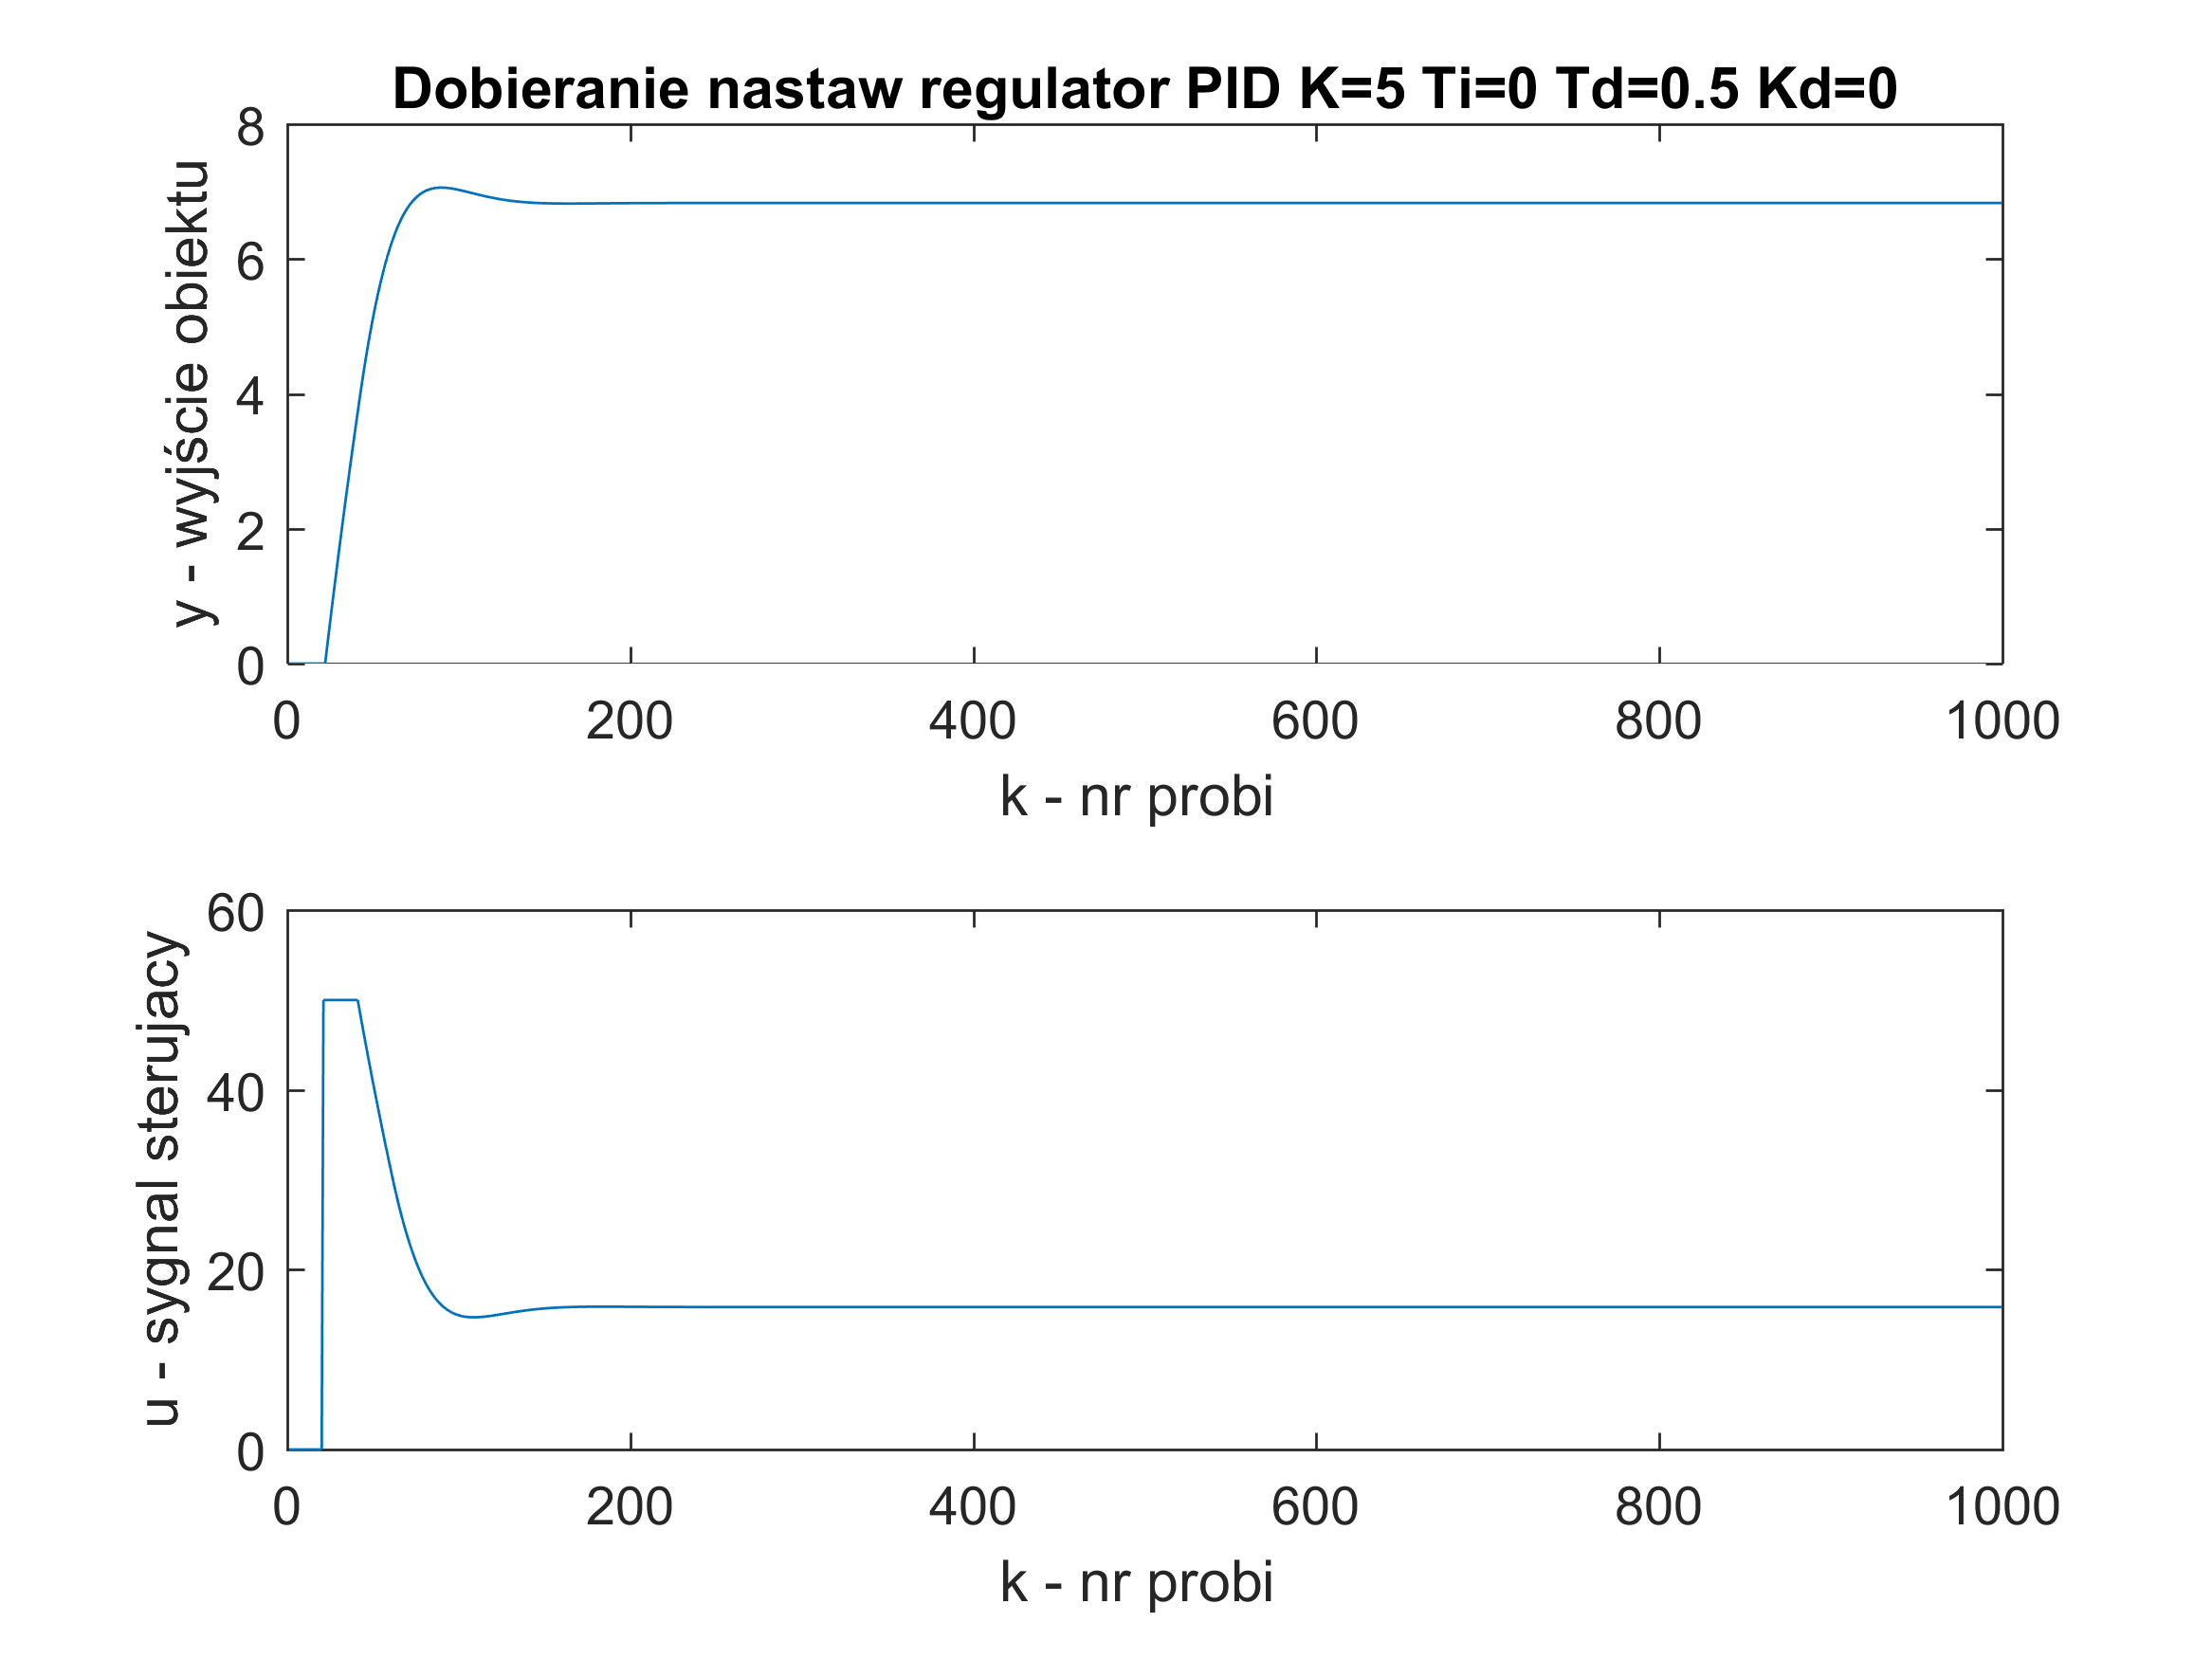 Dobieranie nastaw regulator PID K=5 Ti=0 Td=0.5 Kd=0
y - wyjście obiektu
8
6
4
2
0
0 200 400 600 800 1000
k - nr probi
u - sygnal sterujacy
60
40
20
0
0 200 400 600 800 1000
k - nr probi